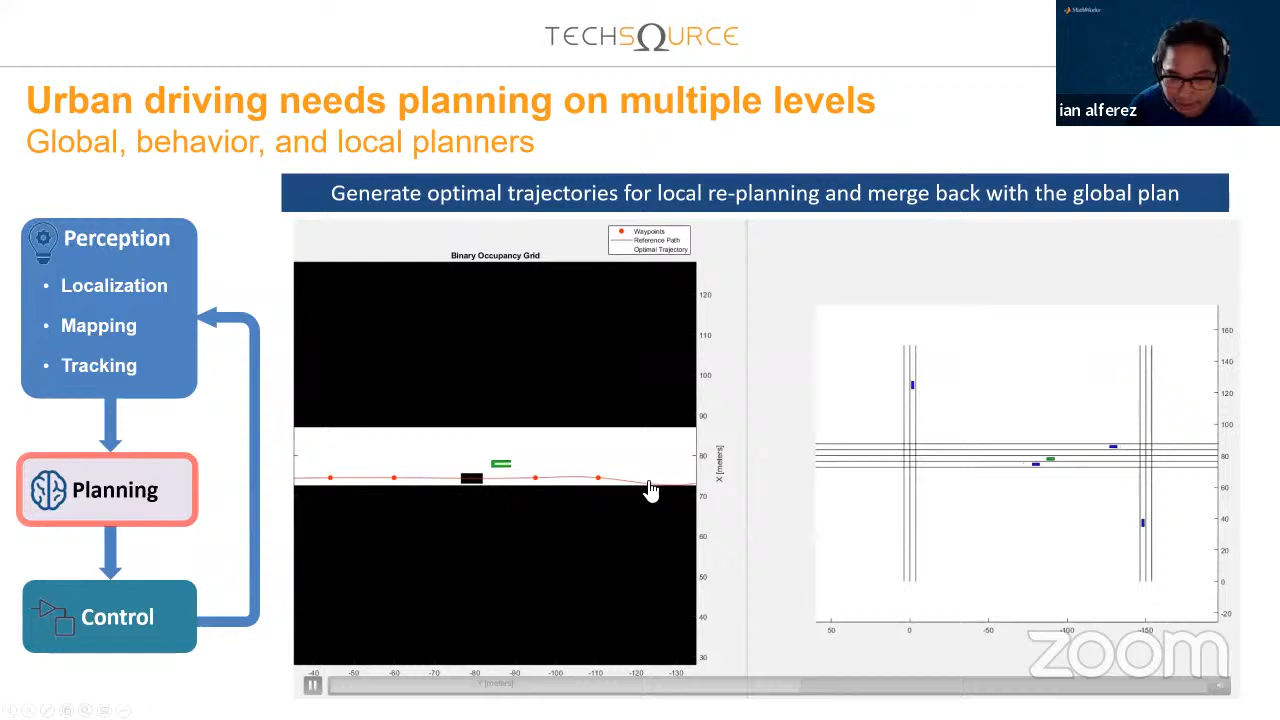 TECHSOURCE
MathWorks
ian alferez
Urban driving needs planning on multiple levels
Global, behavior, and local planners
Generate optimal trajectories for local re-planning and merge back with the global plan
Perception
• Localization
• Mapping
• Tracking
Planning
Control
Waypoints
Reference Path
Optimal Trajectory
Binary Occupancy Grid
120
110
100
90
80
70
60
50
40
30
X [meters]
-40 -50 -60 -70 -80 -90 -100 -110 -120 -130
Y [meters]
160
140
120
100
80
60
40
20
0
-20
50 0 -50 -100 -150
zoom